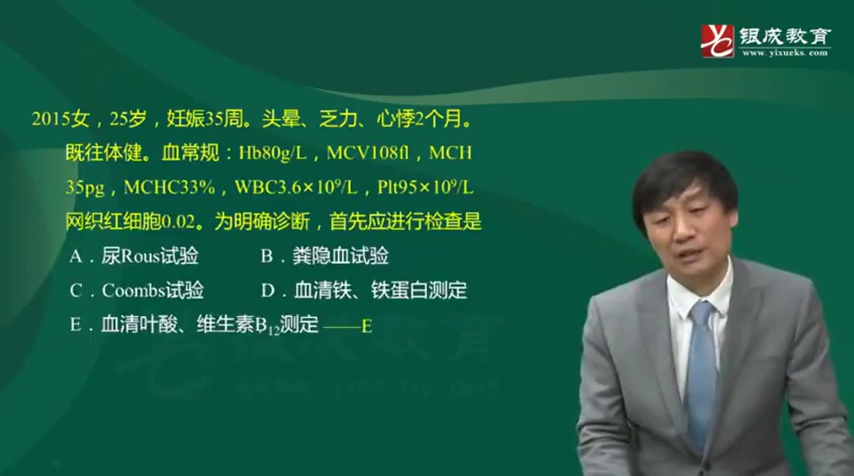 银成教育
www.yixueks.com
2015女，25岁，妊娠35周。头晕、乏力、心悸2个月。
既往体健。血常规：Hb80g/L，MCV108fl，MCH
35pg，MCHC33%，WBC3.6×10⁹/L，Plt95×10⁹/L
网织红细胞0.02。为明确诊断，首先应进行检查是
A．尿Rous试验 B．粪隐血试验
C．Coombs试验 D．血清铁、铁蛋白测定
E．血清叶酸、维生素B₁₂测定 ——E
银成教育